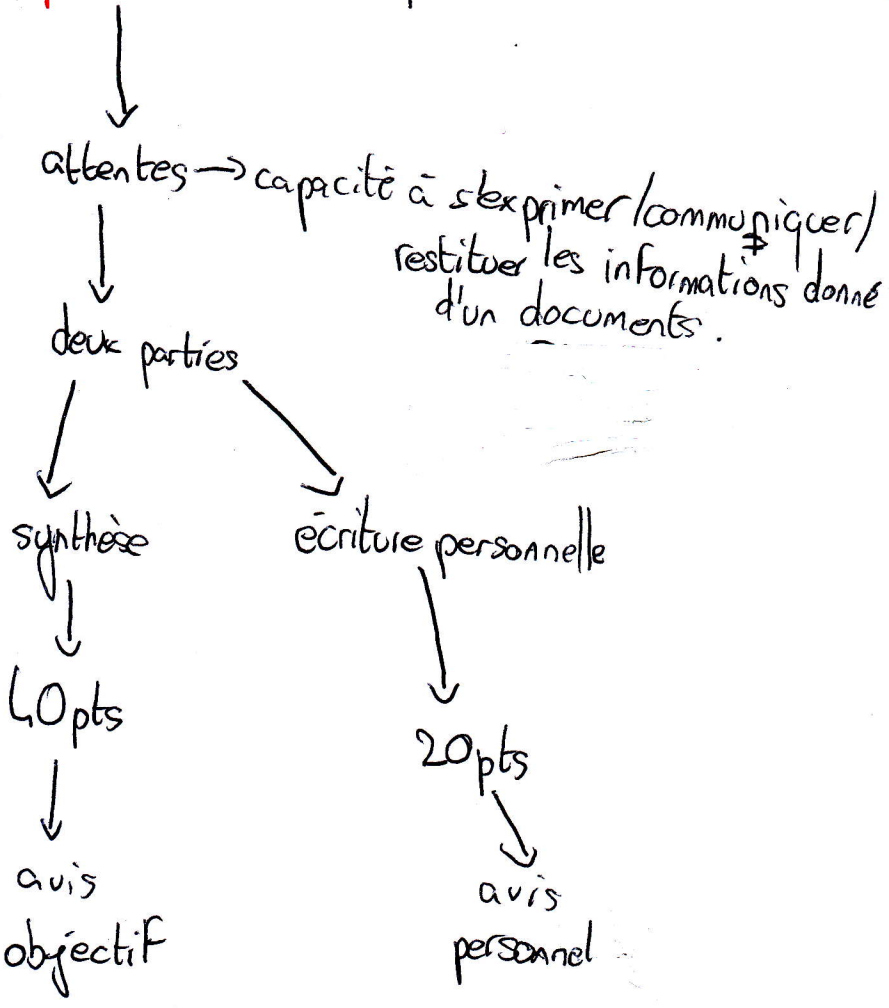 attentes → capacité à s'exprimer/communiquer/
restituer les informations donné
d'un documents.
deux parties
synthèse
écriture personnelle
40pts
20pts
avis
objectif
avis
personnel